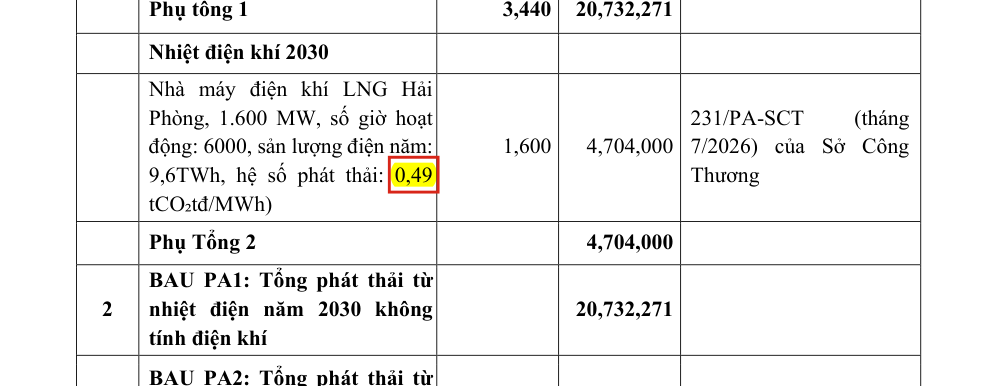 Phụ tổng 1 3,440 20,732,271
Nhiệt điện khí 2030
Nhà máy điện khí LNG Hải
Phòng, 1.600 MW, số giờ hoạt
động: 6000, sản lượng điện năm:
9,6TWh, hệ số phát thải: 0,49
tCO₂tđ/MWh)
1,600
4,704,000
231/PA-SCT (tháng
7/2026) của Sở Công
Thương
Phụ Tổng 2 4,704,000
2
BAU PA1: Tổng phát thải từ
nhiệt điện năm 2030 không
tính điện khí
20,732,271
BAU PA2: Tổng phát thải từ